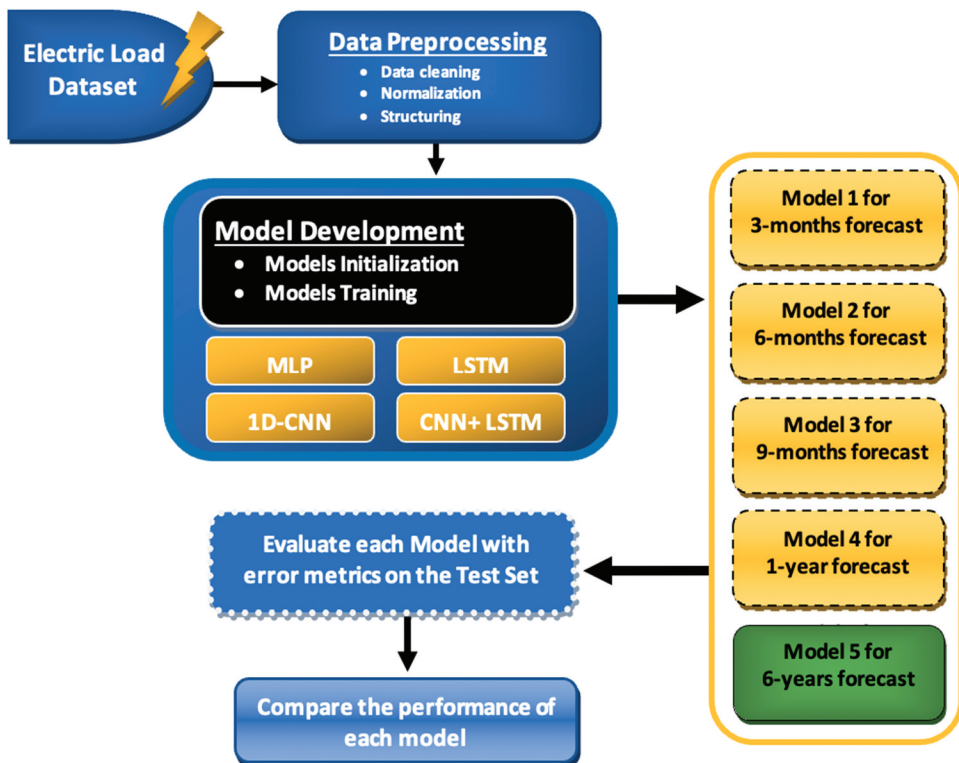 Electric Load
Dataset
Data Preprocessing
• Data cleaning
• Normalization
• Structuring
Model Development
• Models Initialization
• Models Training
MLP
LSTM
1D-CNN
CNN+ LSTM
Model 1 for
3-months forecast
Model 2 for
6-months forecast
Model 3 for
9-months forecast
Model 4 for
1-year forecast
Model 5 for
6-years forecast
Evaluate each Model with
error metrics on the Test Set
Compare the performance of
each model